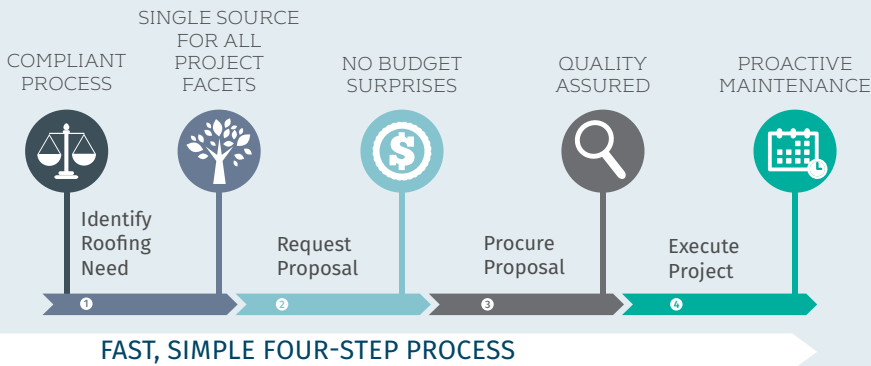 COMPLIANT
PROCESS
SINGLE SOURCE
FOR ALL
PROJECT
FACETS
NO BUDGET
SURPRISES
QUALITY
ASSURED
PROACTIVE
MAINTENANCE
$
Identify
Roofing
Need
Request
Proposal
Procure
Proposal
Execute
Project
1
2
3
4
FAST, SIMPLE FOUR-STEP PROCESS